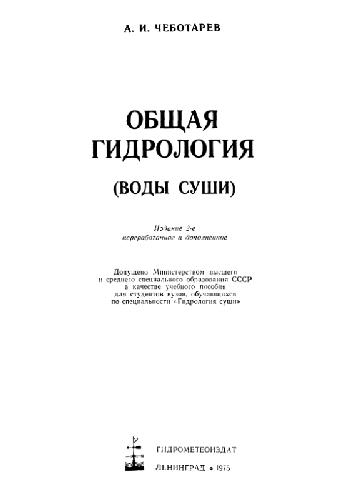 А. И. ЧЕБОТАРЕВ
ОБЩАЯ
ГИДРОЛОГИЯ
(ВОДЫ СУШИ)
Издание 2-е
переработанное и дополненное
Допущено Министерством высшего
и среднего специального образования СССР
в качестве учебного пособия
для студентов вузов, обучающихся
по специальности «Гидрология суши»
ГИДРОМЕТЕОИЗДАТ
ЛЕНИНГРАД • 1975